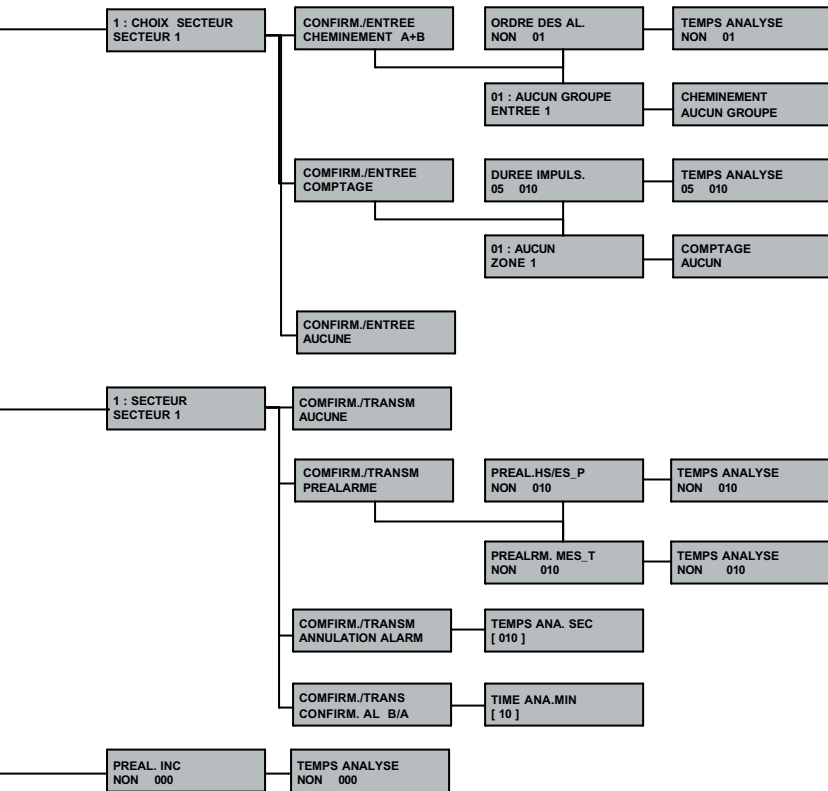 1 : CHOIX SECTEUR
SECTEUR 1
CONFIRM./ENTREE
CHEMINEMENT A+B
ORDRE DES AL.
NON 01
TEMPS ANALYSE
NON 01
01 : AUCUN GROUPE
ENTREE 1
CHEMINEMENT
AUCUN GROUPE
COMFIRM./ENTREE
COMPTAGE
DUREE IMPULS.
05 010
TEMPS ANALYSE
05 010
01 : AUCUN
ZONE 1
COMPTAGE
AUCUN
CONFIRM./ENTREE
AUCUNE
1 : SECTEUR
SECTEUR 1
COMFIRM./TRANSM
AUCUNE
COMFIRM./TRANSM
PREALARME
PREAL.HS/ES_P
NON 010
TEMPS ANALYSE
NON 010
PREALRM. MES_T
NON 010
TEMPS ANALYSE
NON 010
COMFIRM./TRANSM
ANNULATION ALARM
TEMPS ANA. SEC
[ 010 ]
COMFIRM./TRANS
CONFIRM. AL B/A
TIME ANA.MIN
[ 10 ]
PREAL. INC
NON 000
TEMPS ANALYSE
NON 000